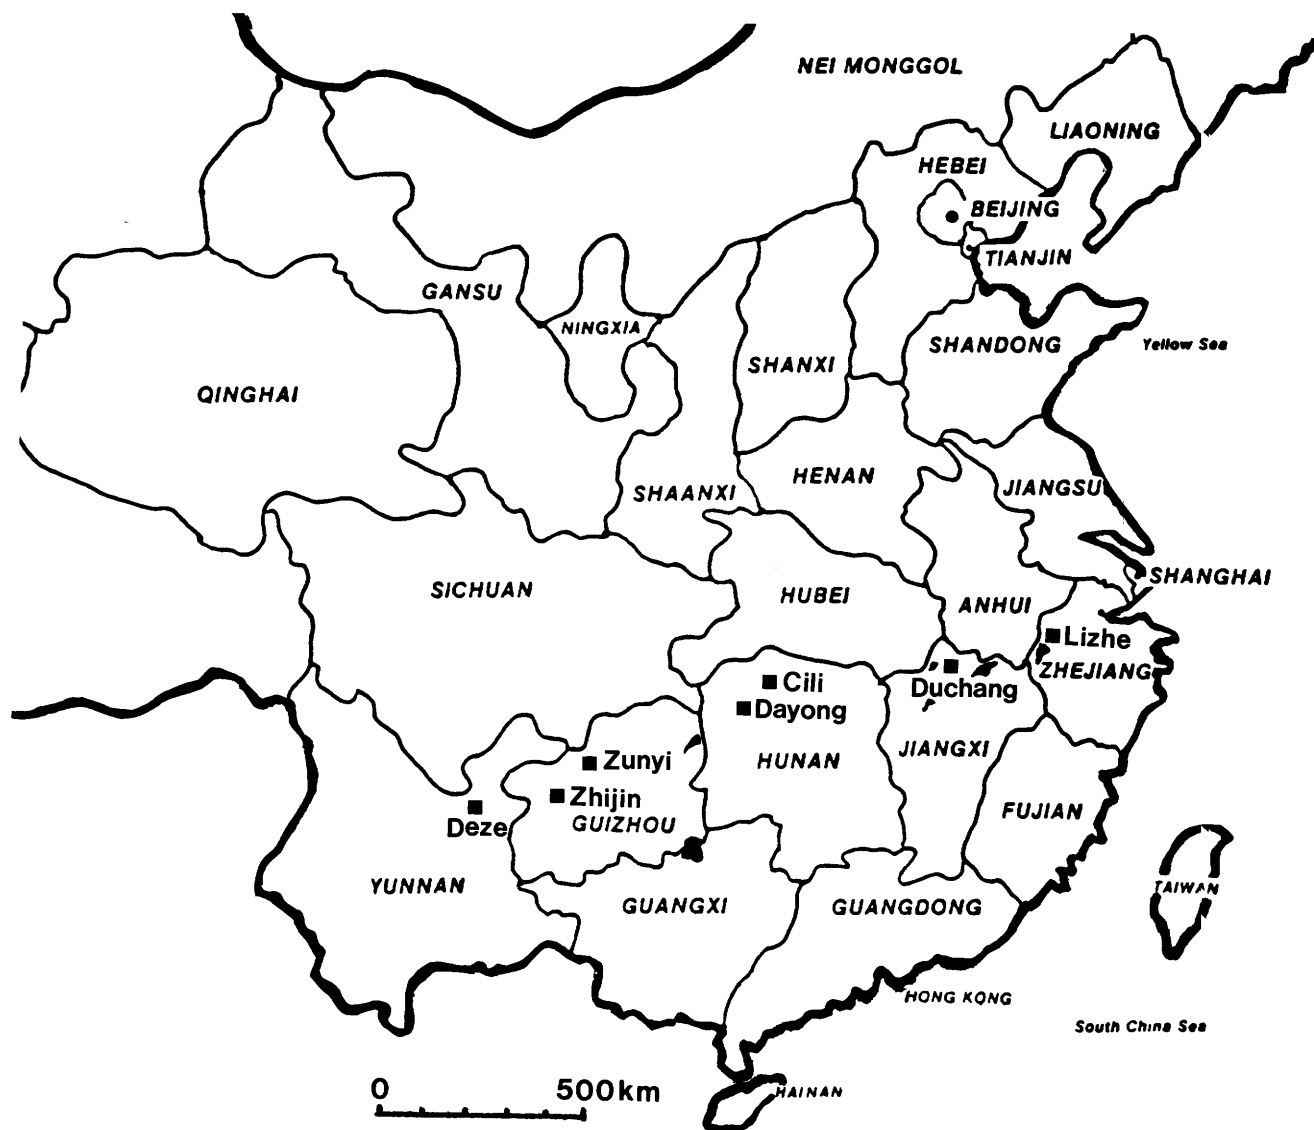 NEI MONGGOL
LIAONING
HEBEI
BEIJING
TIANJIN
GANSU
NINGXIA
SHANXI
SHANDONG
Yellow Sea
QINGHAI
HENAN
SHAANXI
JIANGSU
SHANGHAI
SICHUAN
HUBEI
ANHUI
Lizhe
ZHEJIANG
Cili
Duchang
Dayong
JIANGXI
Zunyi
HUNAN
Zhijin
GUIZHOU
Deze
FUJIAN
YUNNAN
GUANGXI
GUANGDONG
TAIWAN
HONG KONG
South China Sea
0 500km
HAINAN